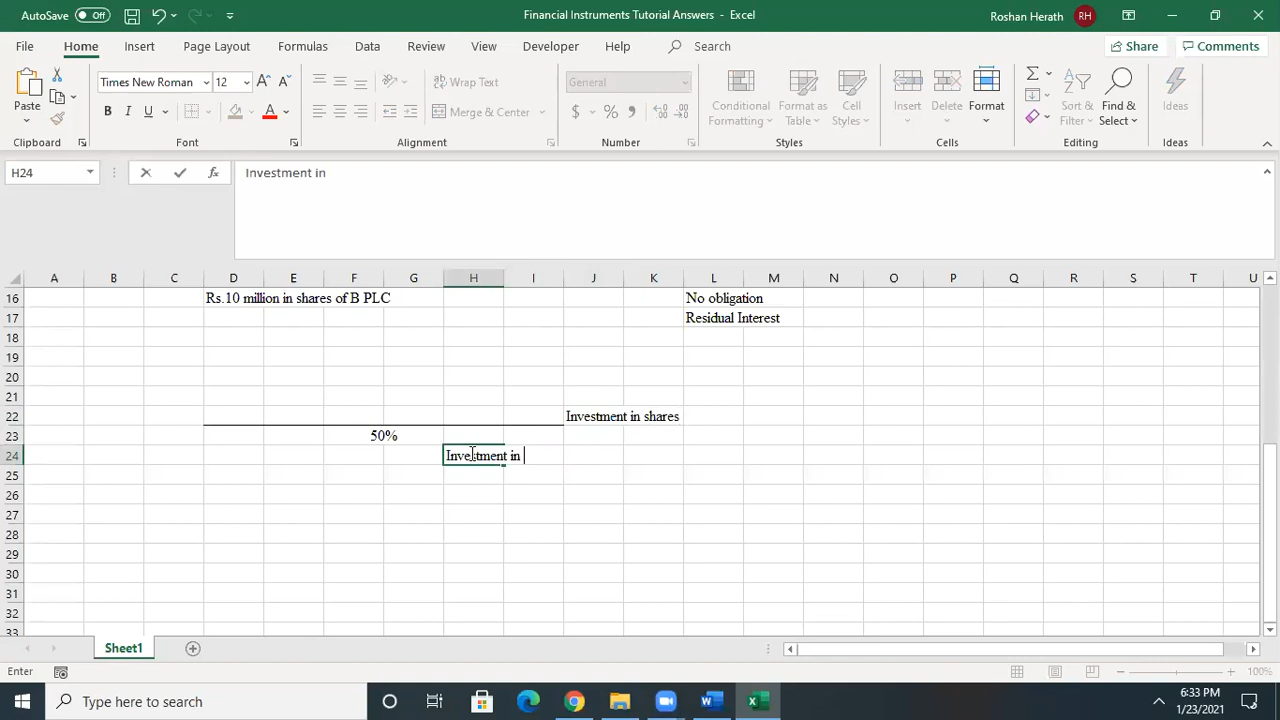 AutoSave Off Financial Instruments Tutorial Answers - Excel Roshan Herath RH
File Home Insert Page Layout Formulas Data Review View Developer Help Search Share Comments
Paste Times New Roman 12 A A Wrap Text General Conditional Formatting Format as Table Cell Styles Insert Delete Format Sort & Filter Find & Select Ideas
B I U A Merge & Center $ % ,
Clipboard Font Alignment Number Styles Cells Editing Ideas
H24 fx Investment in
A B C D E F G H I J K L M N O P Q R S T U
16 Rs.10 million in shares of B PLC No obligation
17 Residual Interest
18
19
20
21
22 Investment in shares
23 50%
24 Investment in
25
26
27
28
29
30
31
32
33
Sheet1
Enter 100%
Type here to search 6:33 PM
1/23/2021